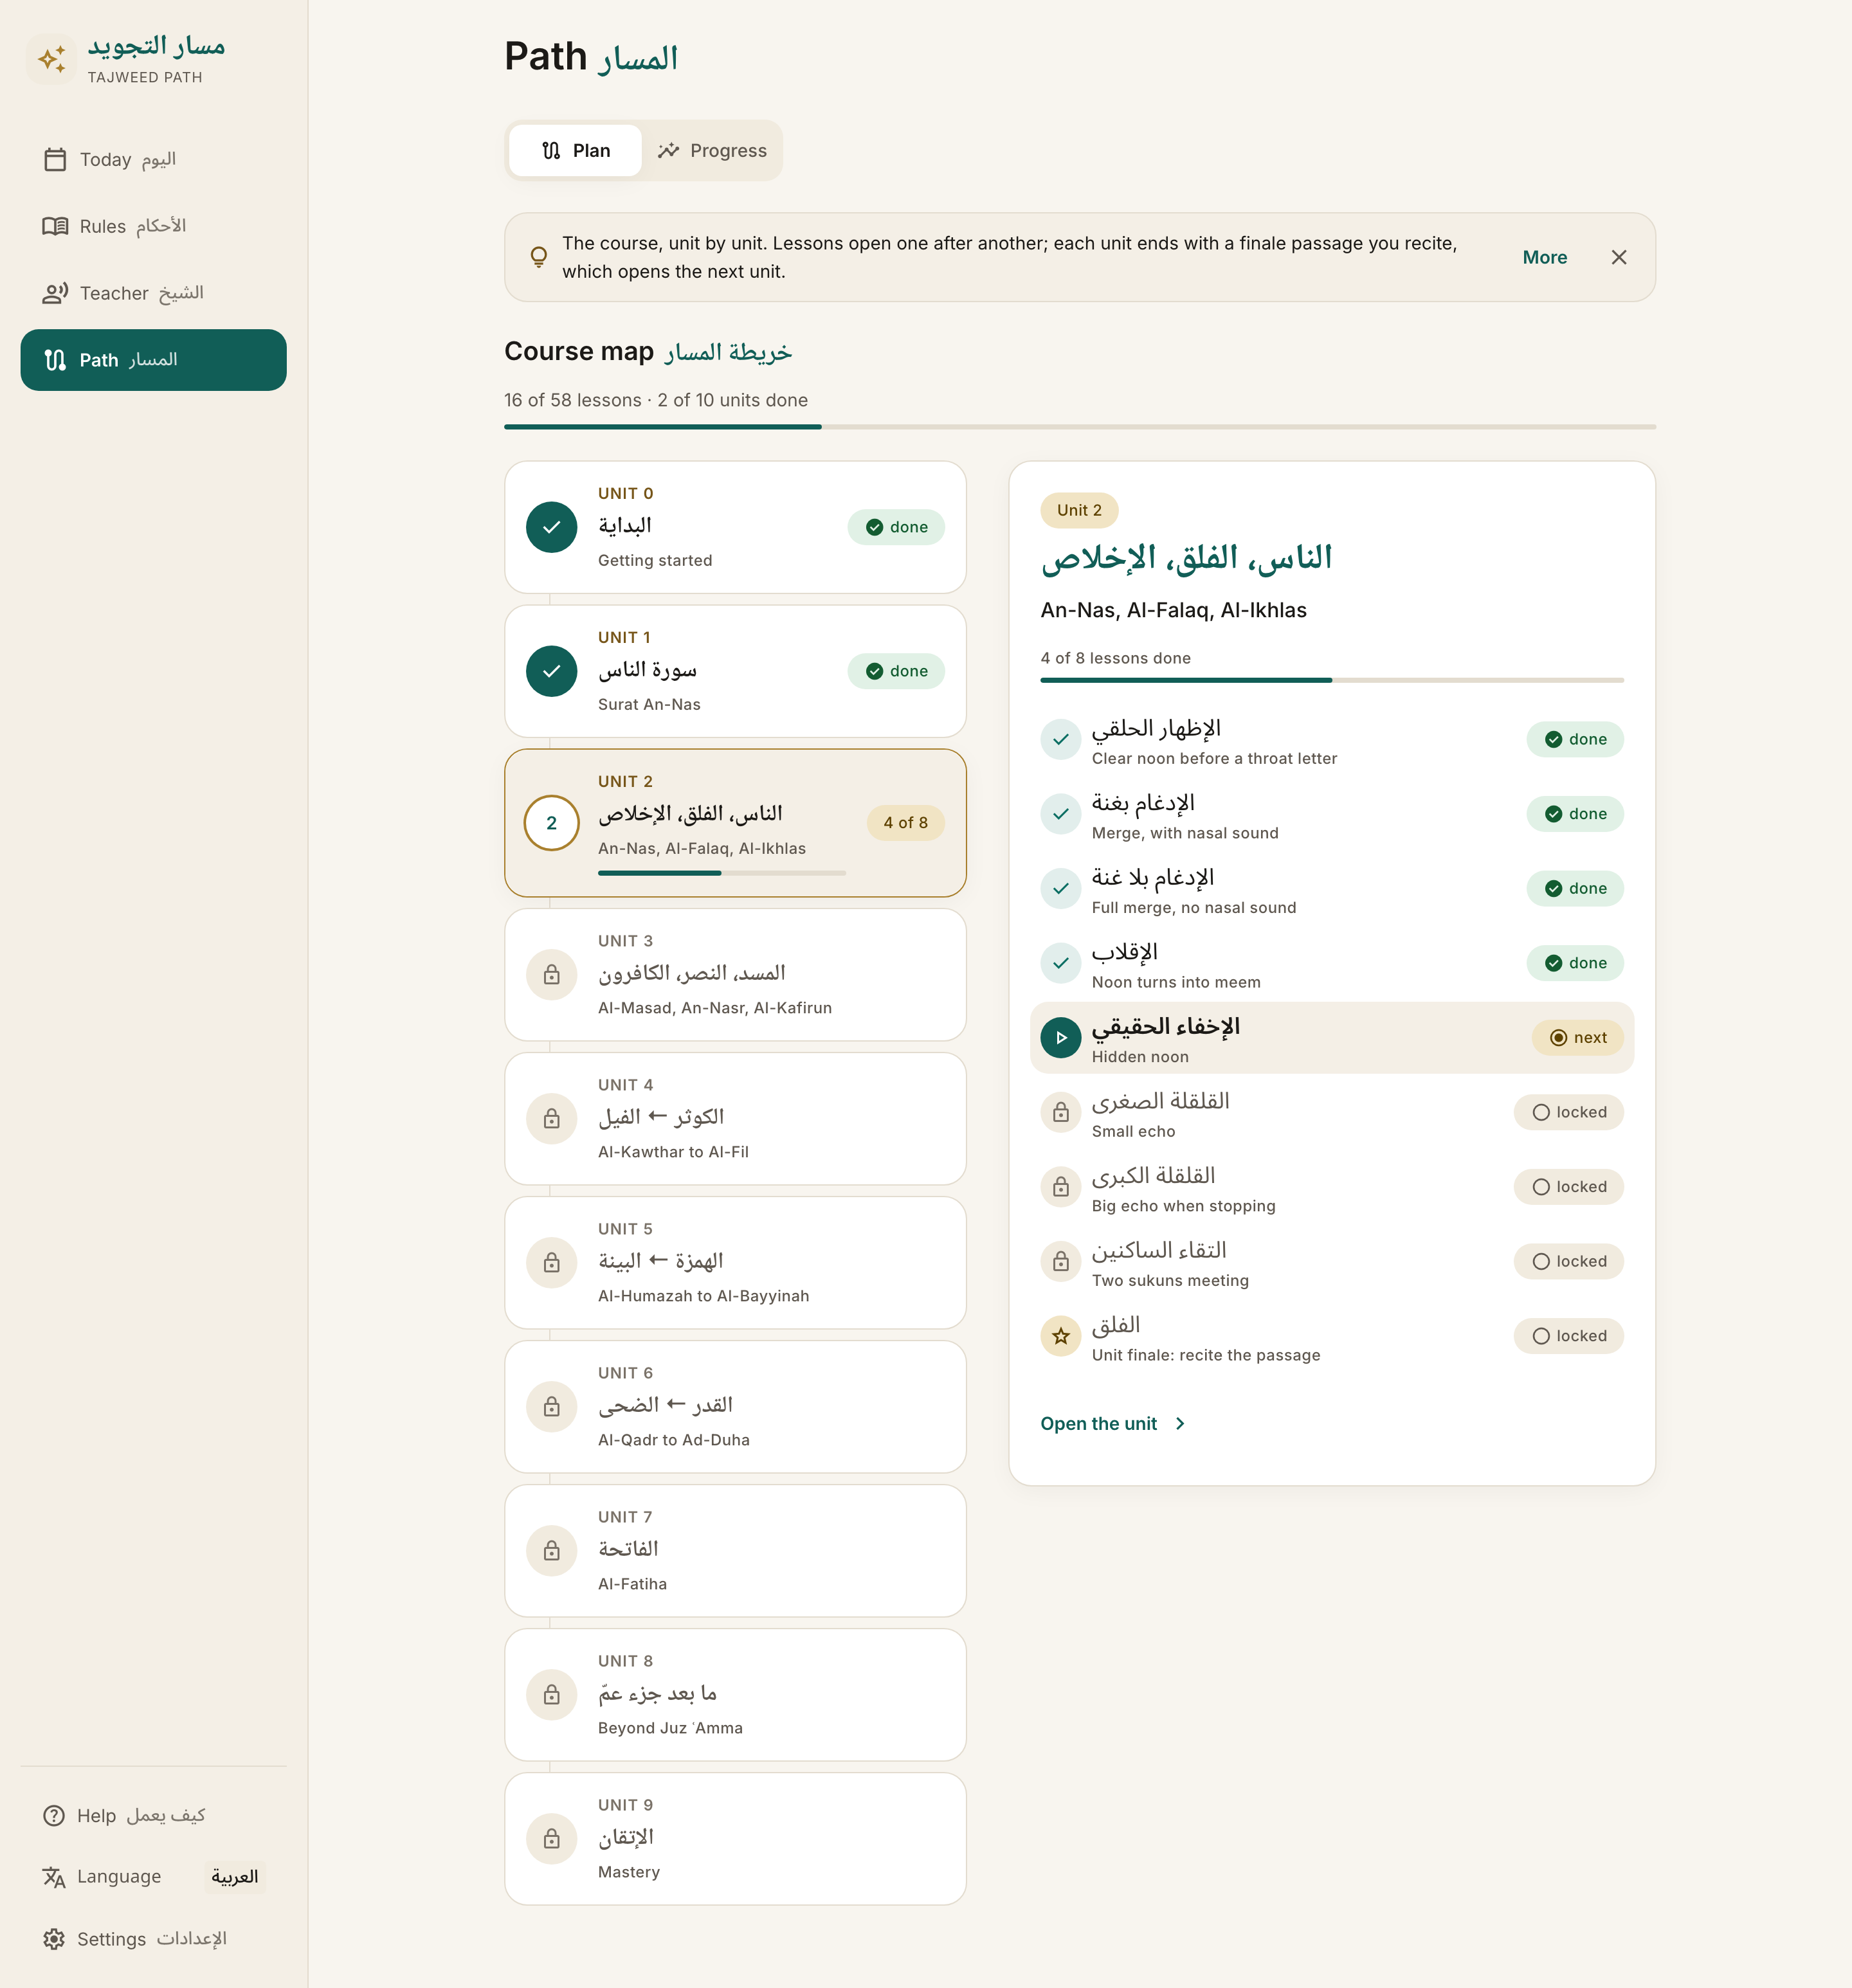 مسار التجويد
TAJWEED PATH
Today اليوم
Rules الأحكام
Teacher الشيخ
Path المسار
Help كيف يعمل
Language العربية
Settings الإعدادات
Path المسار
Plan
Progress
The course, unit by unit. Lessons open one after another; each unit ends with a finale passage you recite,
which opens the next unit.
More
Course map خريطة المسار
16 of 58 lessons · 2 of 10 units done
UNIT 0
البداية
Getting started
done
UNIT 1
سورة الناس
Surat An-Nas
done
UNIT 2
الناس، الفلق، الإخلاص
An-Nas, Al-Falaq, Al-Ikhlas
4 of 8
UNIT 3
المسد، النصر، الكافرون
Al-Masad, An-Nasr, Al-Kafirun
UNIT 4
الكوثر ← الفيل
Al-Kawthar to Al-Fil
UNIT 5
الهمزة ← البينة
Al-Humazah to Al-Bayyinah
UNIT 6
القدر ← الضحى
Al-Qadr to Ad-Duha
UNIT 7
الفاتحة
Al-Fatiha
UNIT 8
ما بعد جزء عمّ
Beyond Juz ʿAmma
UNIT 9
الإتقان
Mastery
Unit 2
الناس، الفلق، الإخلاص
An-Nas, Al-Falaq, Al-Ikhlas
4 of 8 lessons done
الإظهار الحلقي
Clear noon before a throat letter
done
الإدغام بغنة
Merge, with nasal sound
done
الإدغام بلا غنة
Full merge, no nasal sound
done
الإقلاب
Noon turns into meem
done
الإخفاء الحقيقي
Hidden noon
next
القلقلة الصغرى
Small echo
locked
القلقلة الكبرى
Big echo when stopping
locked
التقاء الساكنين
Two sukuns meeting
locked
الفلق
Unit finale: recite the passage
locked
Open the unit